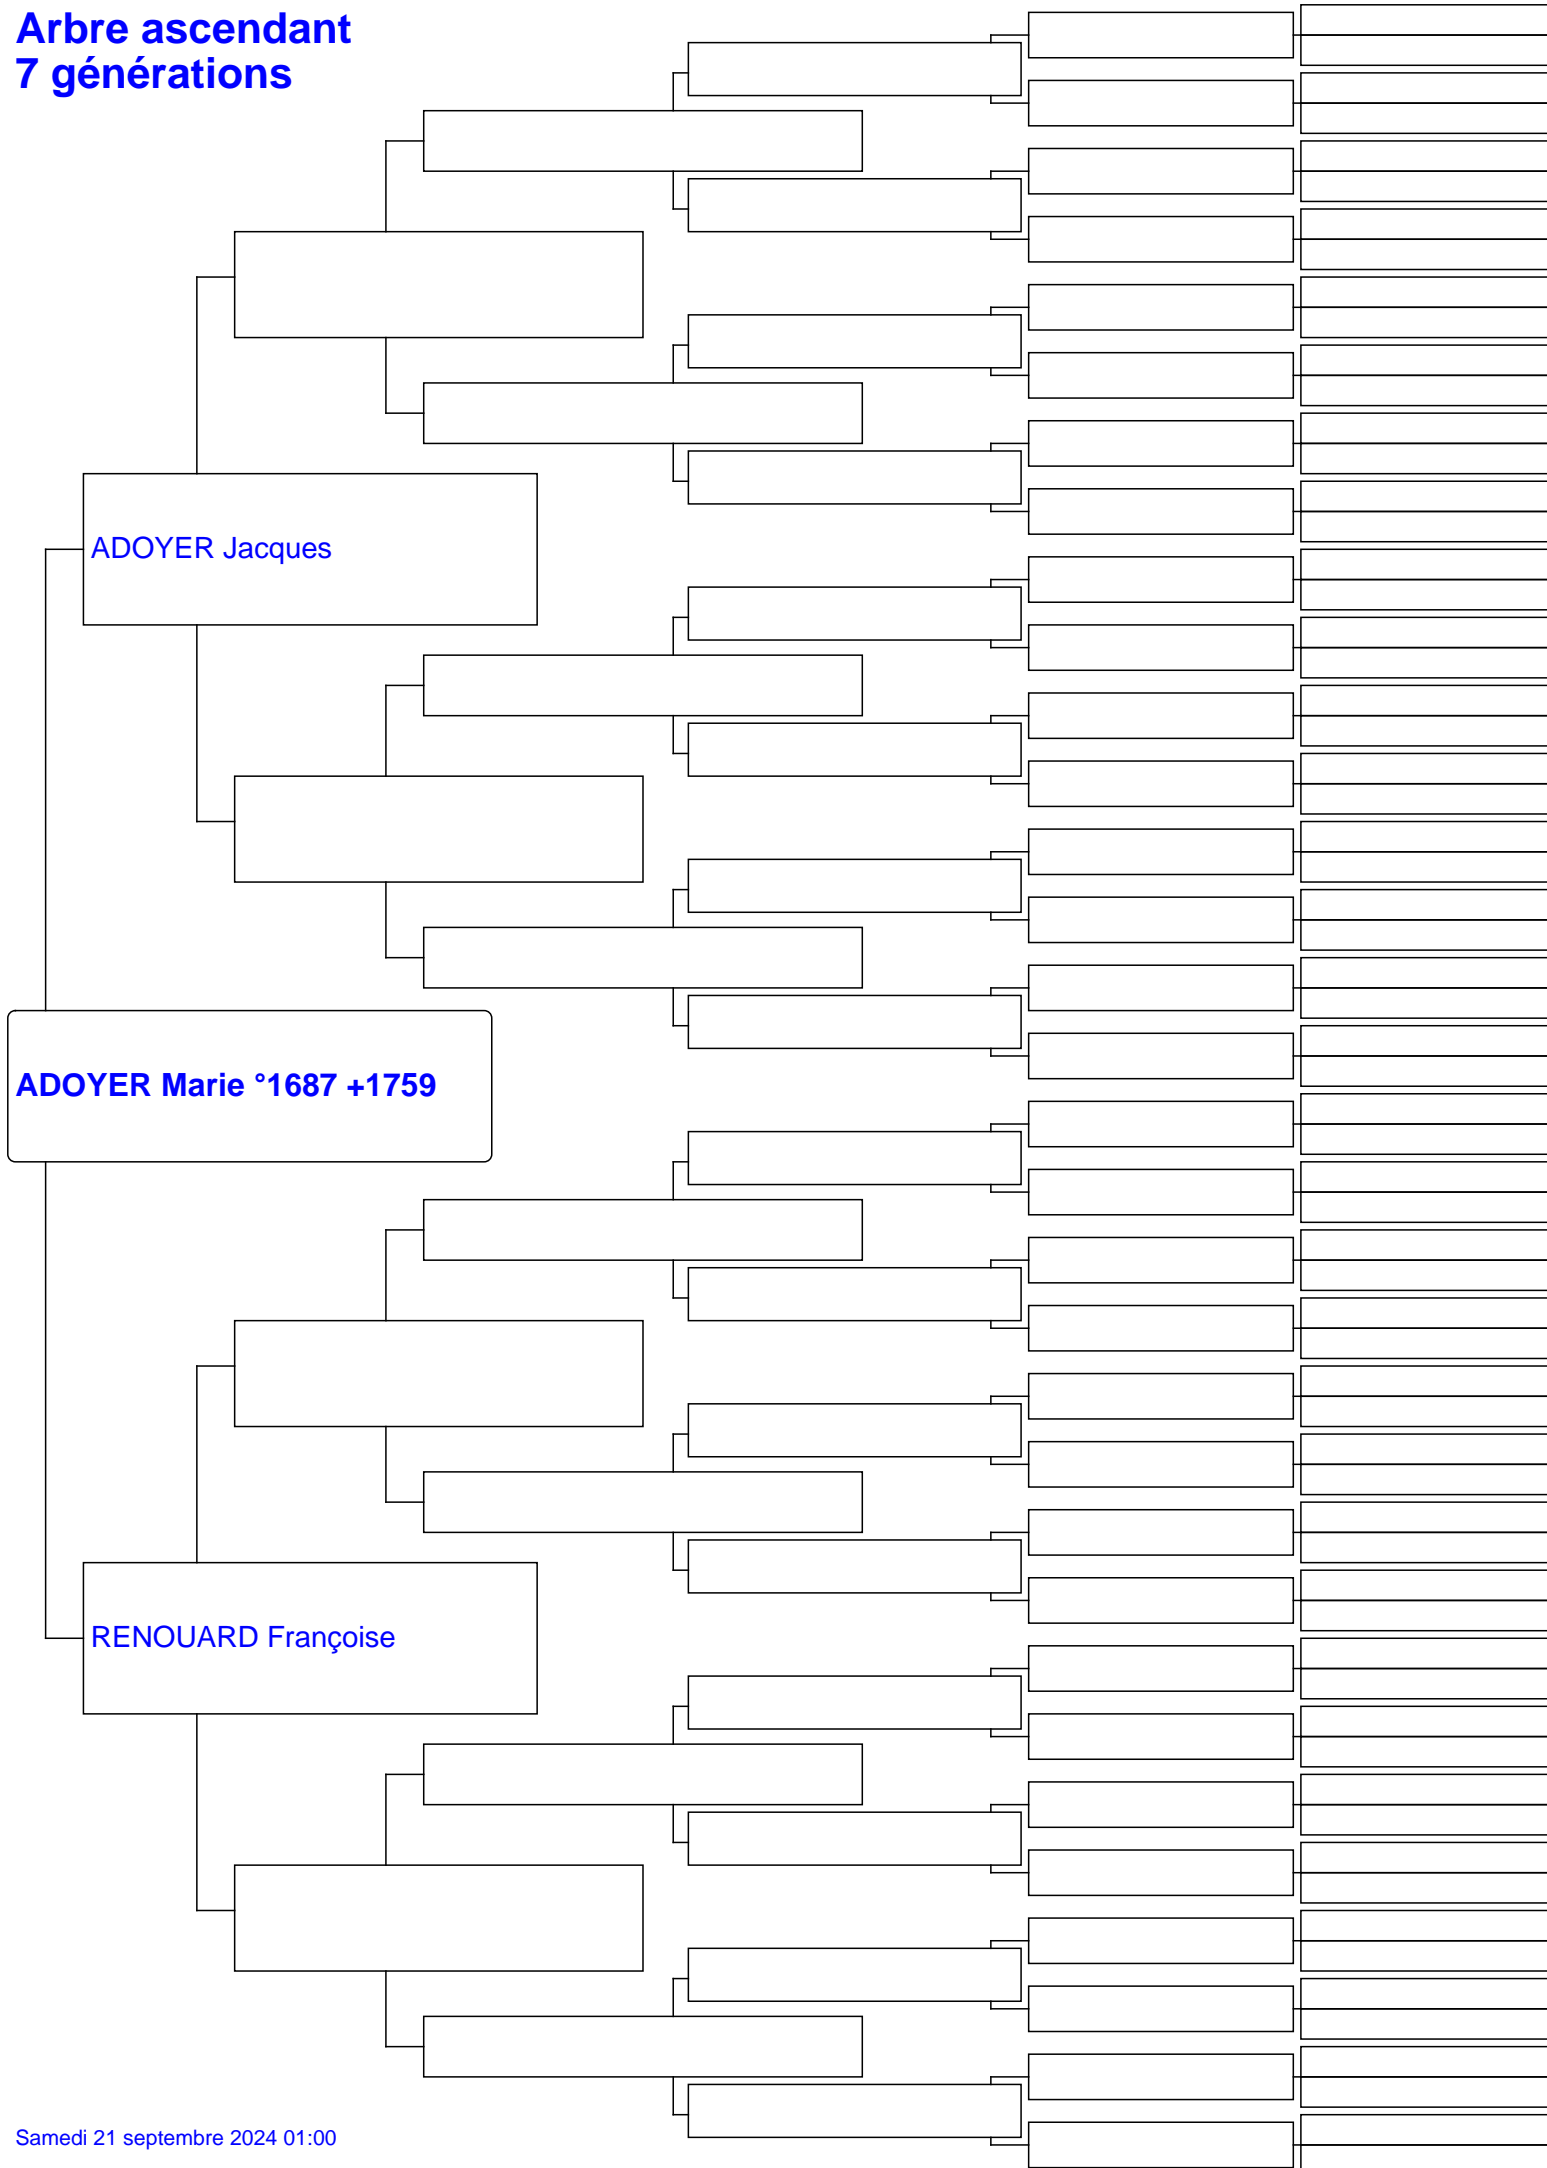 Arbre ascendant
7 générations
ADOYER Jacques
ADOYER Marie °1687 +1759
RENOUARD Françoise
Samedi 21 septembre 2024 01:00